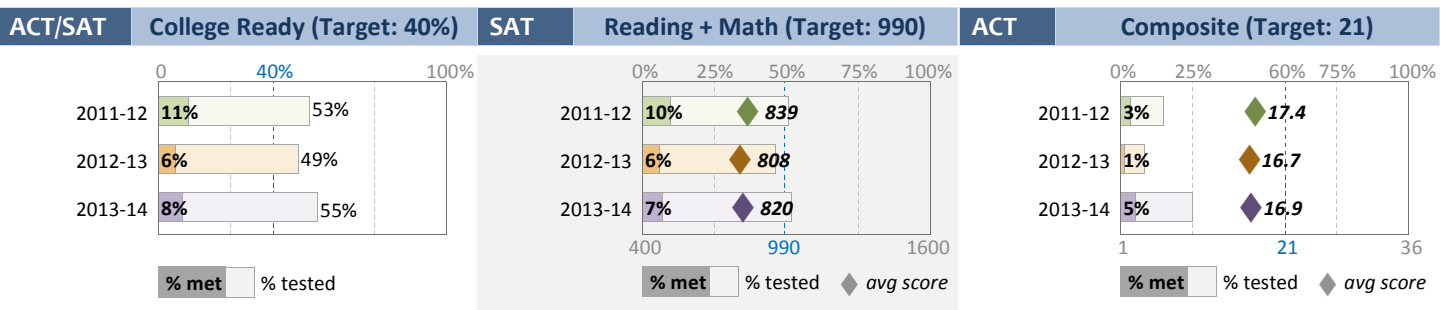 ACT/SAT College Ready (Target: 40%)
0 40% 100%
2011-12 11% 53%
2012-13 6% 49%
2013-14 8% 55%
% met % tested
SAT Reading + Math (Target: 990)
0% 25% 50% 75% 100%
2011-12 10% 839
2012-13 6% 808
2013-14 7% 820
400 990 1600
% met % tested avg score
ACT Composite (Target: 21)
0% 25% 60% 75% 100%
2011-12 3% 17.4
2012-13 1% 16.7
2013-14 5% 16.9
1 21 36
% met % tested avg score